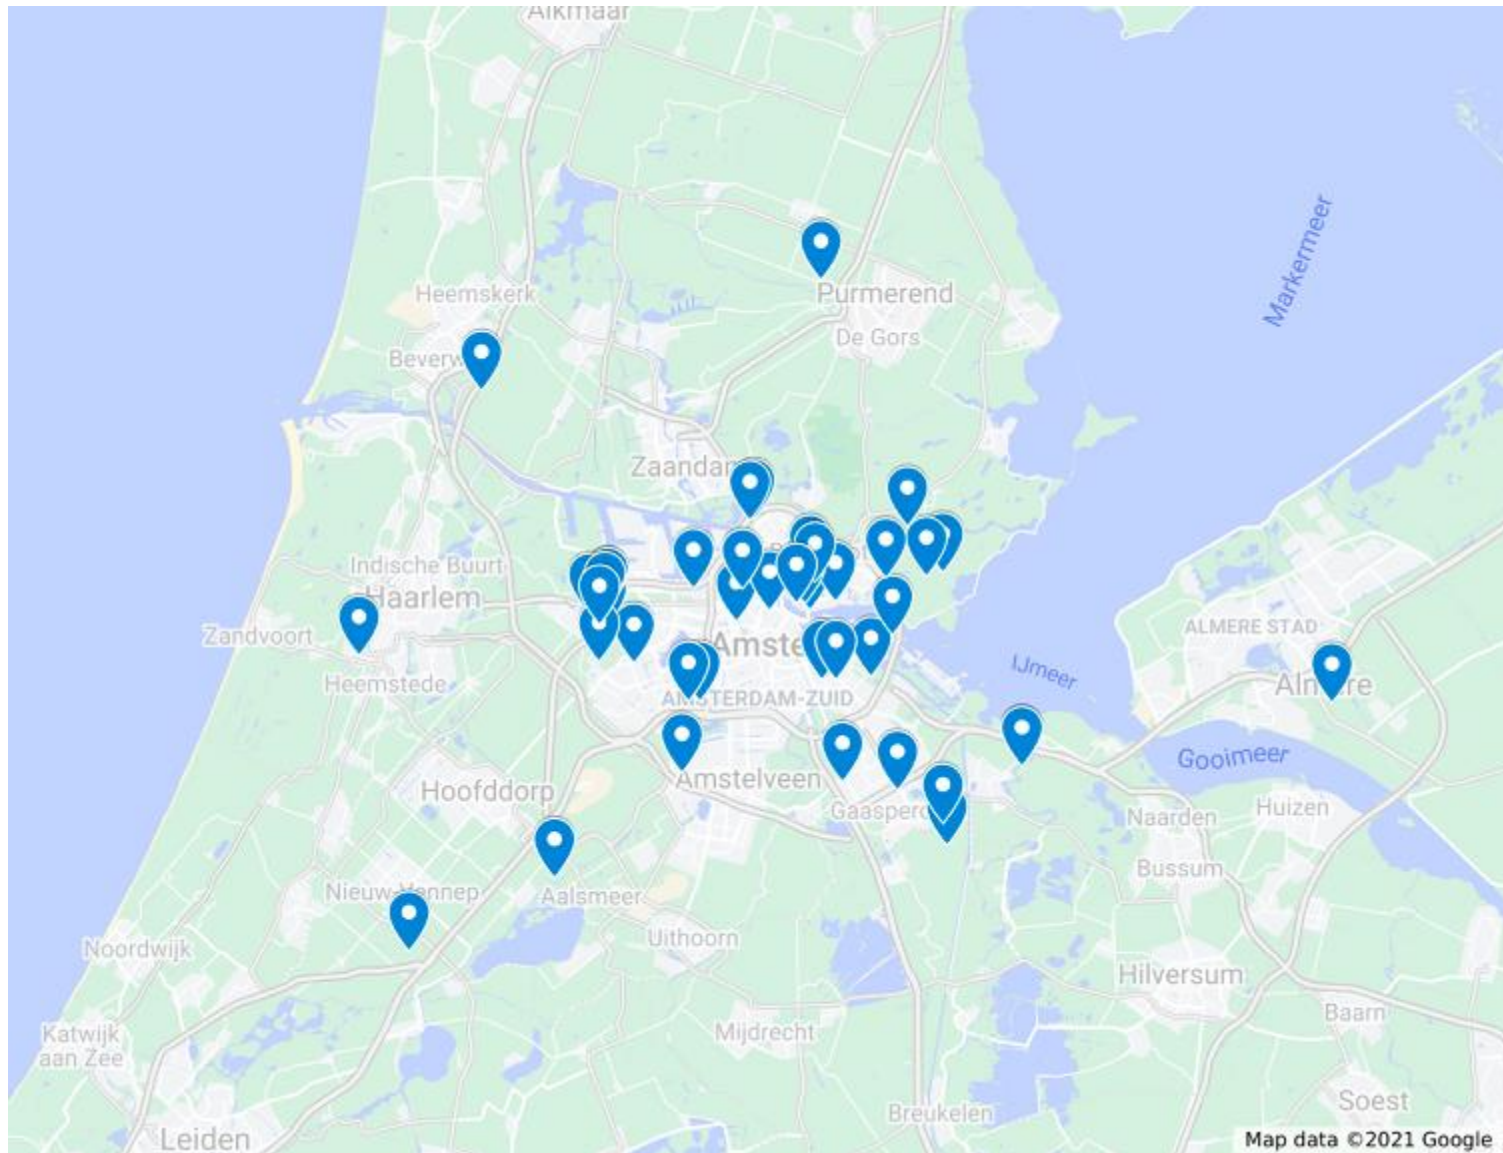 Alkmaar
Markermeer
Heemskerk
Purmerend
De Gors
Beverw
Zaandar
Indische Buurt
Haarlem
Zandvoort
ALMERE STAD
Amste
IJmeer
Heemstede
Almere
AMSTERDAM-ZUID
Gooimeer
Amstelveen
Hoofddorp
Gaasperd
Huizen
Naarden
Bussum
Nieuw-Vennep
Aalsmeer
Uithoorn
Noordwijk
Hilversum
Baarn
Katwijk
aan Zee
Mijdrecht
Soest
Breukelen
Leiden
Map data ©2021 Google